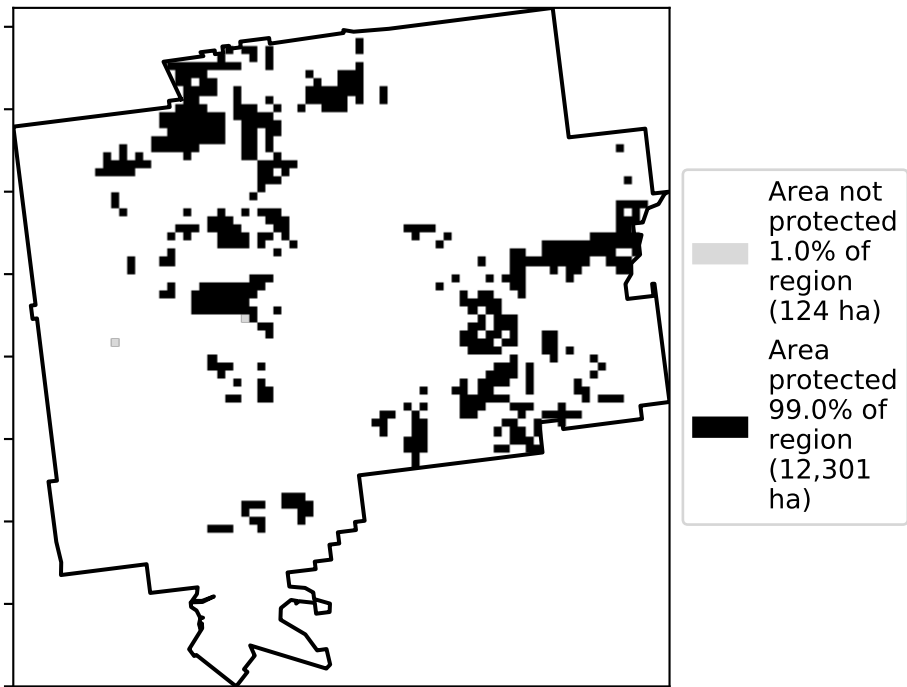 Area not
protected
1.0% of
region
(124 ha)
Area
protected
99.0% of
region
(12,301
ha)